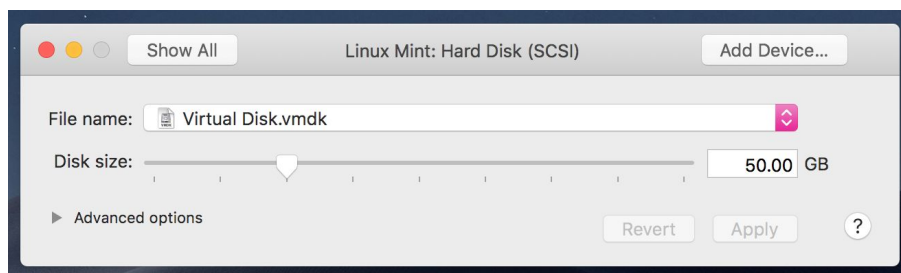 Show All
Linux Mint: Hard Disk (SCSI)
Add Device...
File name: Virtual Disk.vmdk
Disk size: 50.00 GB
Advanced options
Revert
Apply
?